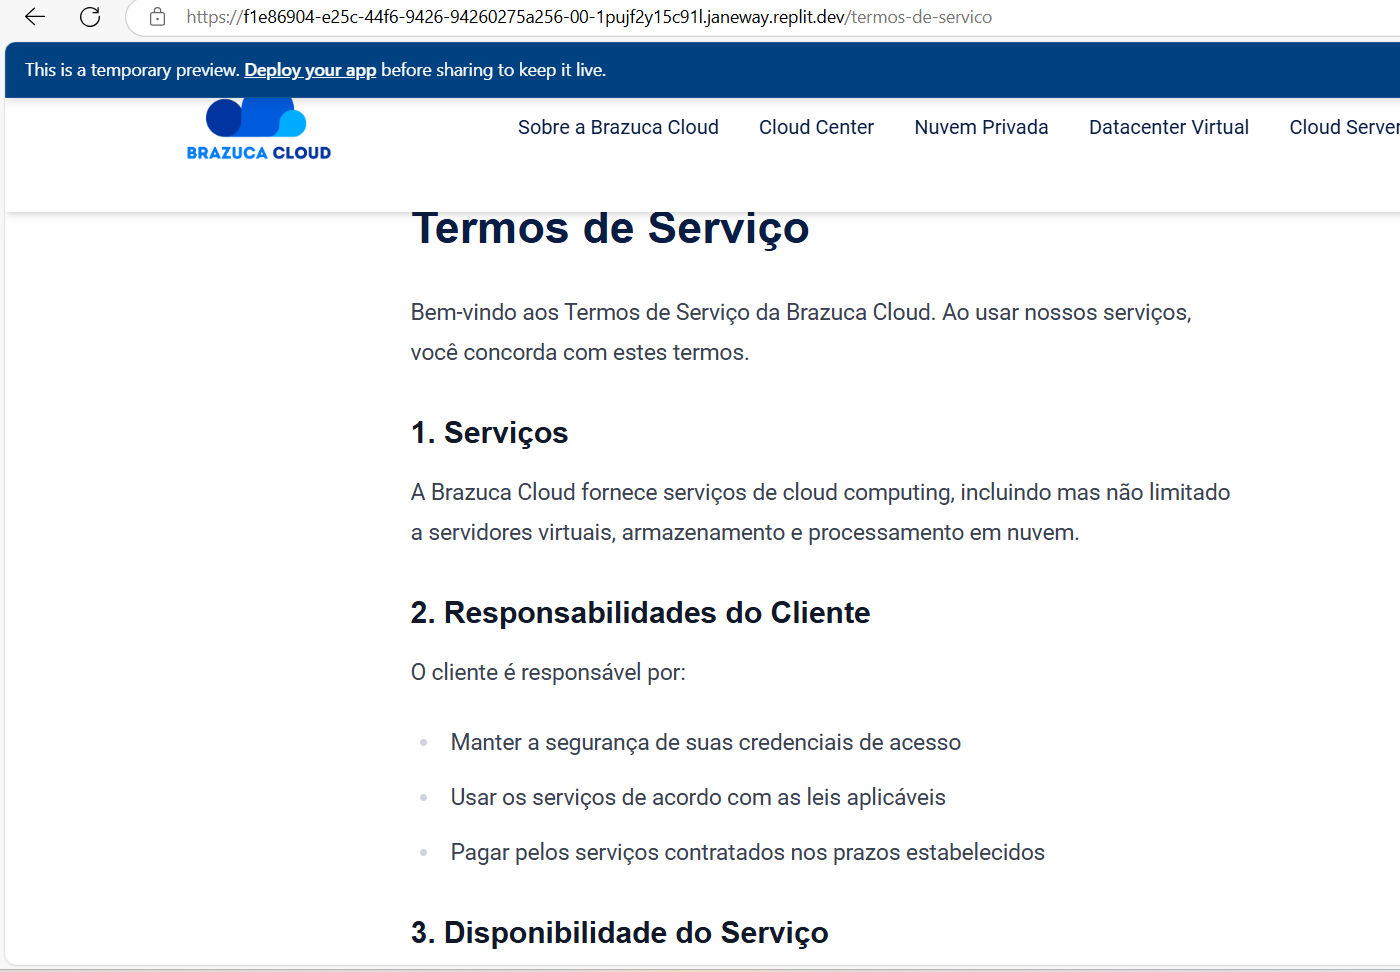 https://f1e86904-e25c-44f6-9426-94260275a256-00-1pujf2y15c91l.janeway.replit.dev/termos-de-servico
This is a temporary preview. Deploy your app before sharing to keep it live.
BRAZUCA CLOUD
Sobre a Brazuca Cloud Cloud Center Nuvem Privada Datacenter Virtual Cloud Server
Termos de Serviço
Bem-vindo aos Termos de Serviço da Brazuca Cloud. Ao usar nossos serviços,
você concorda com estes termos.
1. Serviços
A Brazuca Cloud fornece serviços de cloud computing, incluindo mas não limitado
a servidores virtuais, armazenamento e processamento em nuvem.
2. Responsabilidades do Cliente
O cliente é responsável por:
Manter a segurança de suas credenciais de acesso
Usar os serviços de acordo com as leis aplicáveis
Pagar pelos serviços contratados nos prazos estabelecidos
3. Disponibilidade do Serviço